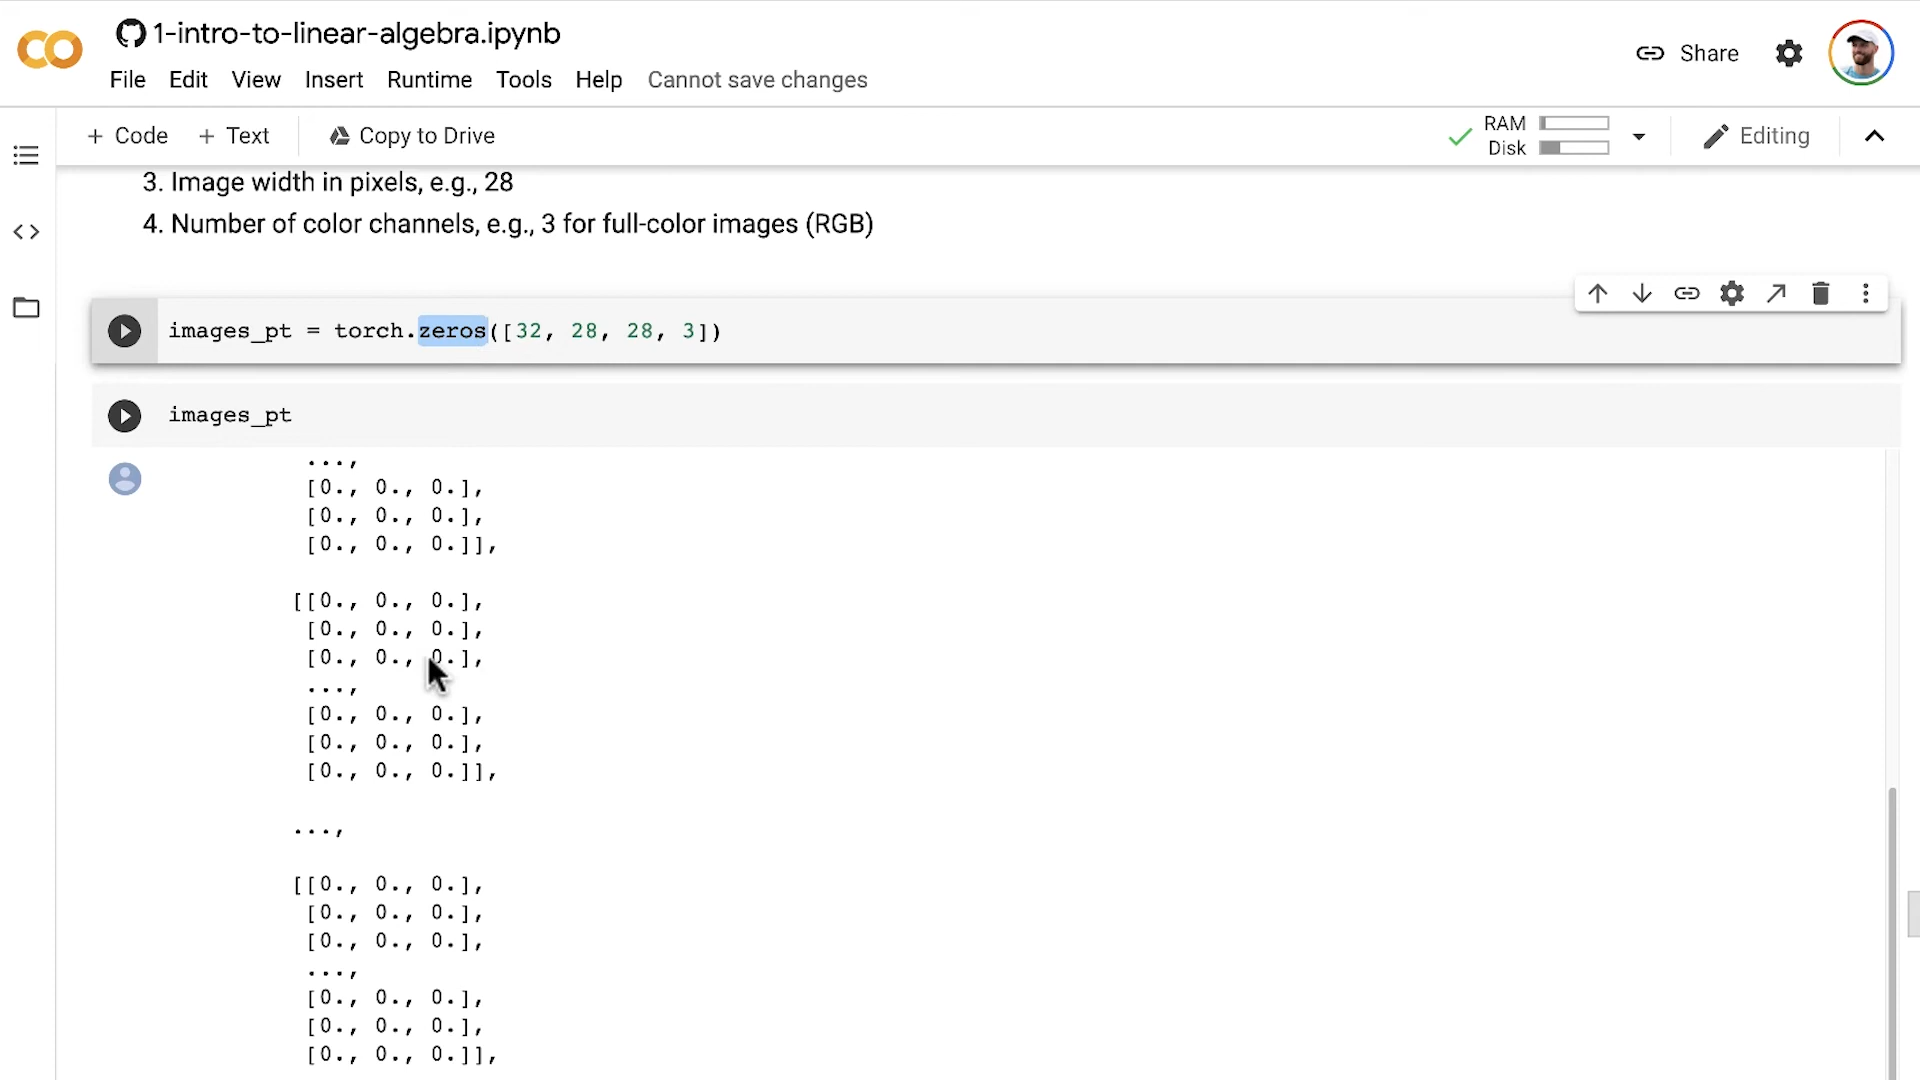 1-intro-to-linear-algebra.ipynb
File Edit View Insert Runtime Tools Help Cannot save changes
Share
+ Code + Text Copy to Drive
RAM
Disk
Editing
3. Image width in pixels, e.g., 28
4. Number of color channels, e.g., 3 for full-color images (RGB)
images_pt = torch.zeros([32, 28, 28, 3])
images_pt
...,
[0., 0., 0.],
[0., 0., 0.],
[0., 0., 0.]],
[[0., 0., 0.],
[0., 0., 0.],
[0., 0., 0.],
...,
[0., 0., 0.],
[0., 0., 0.],
[0., 0., 0.]],
...,
[[0., 0., 0.],
[0., 0., 0.],
[0., 0., 0.],
...,
[0., 0., 0.],
[0., 0., 0.],
[0., 0., 0.]],